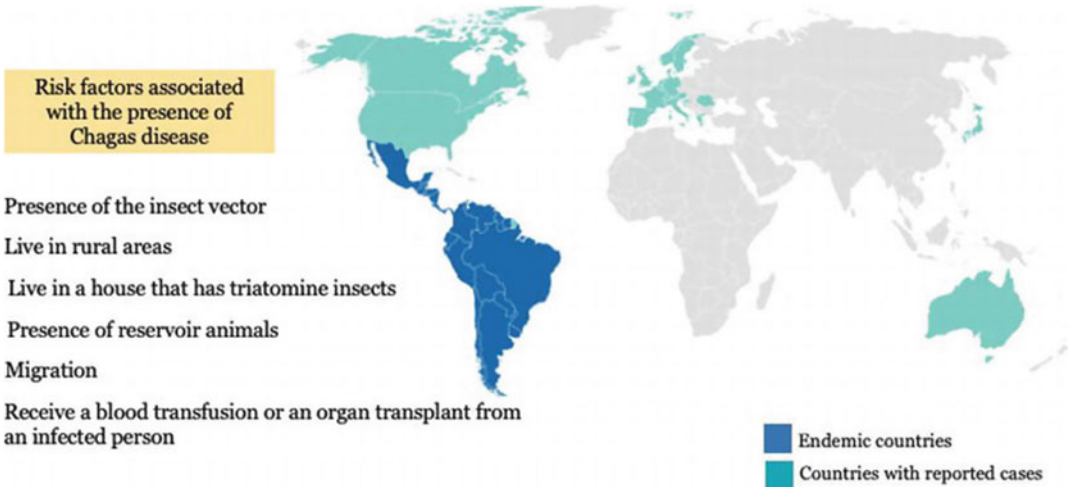 Risk factors associated
with the presence of
Chagas disease
Presence of the insect vector
Live in rural areas
Live in a house that has triatomine insects
Presence of reservoir animals
Migration
Receive a blood transfusion or an organ transplant from
an infected person
Endemic countries
Countries with reported cases